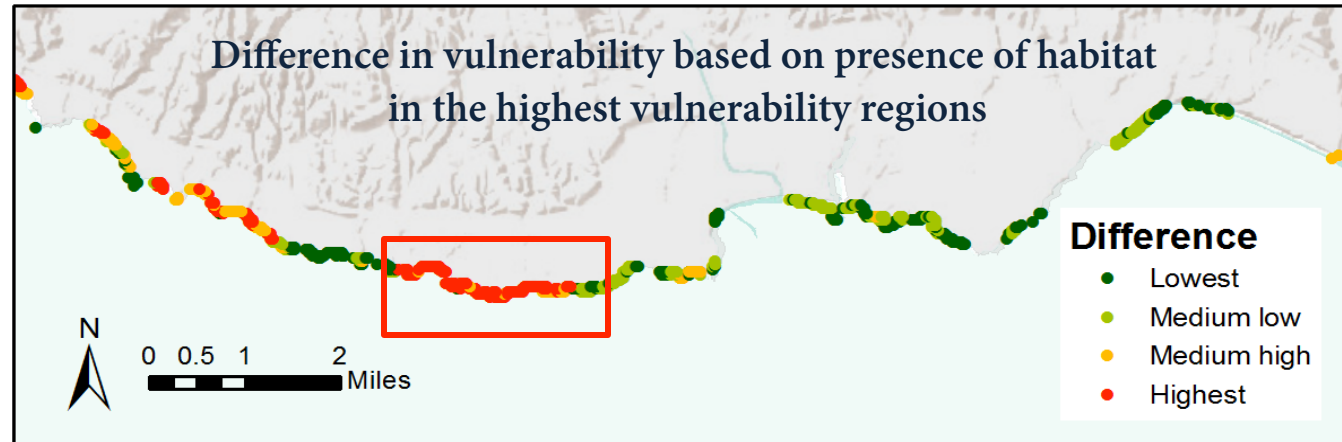 Difference in vulnerability based on presence of habitat
in the highest vulnerability regions
N
0 0.5 1 2
Miles
Difference
Lowest
Medium low
Medium high
Highest